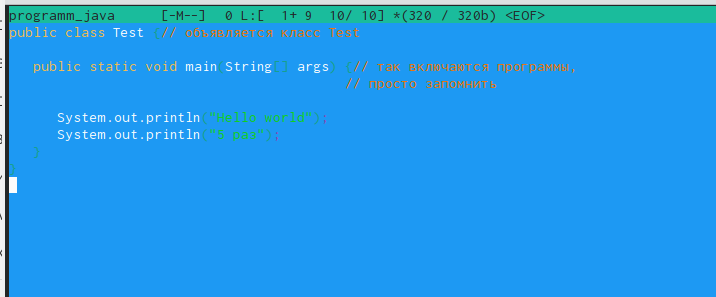 programm_java [-M--] 0 L:[ 1+ 9 10/ 10] *(320 / 320b) <EOF>
public class Test {// объявляется класс Test
public static void main(String[] args) {// так включаются программы,
// просто запомнить
System.out.println("Hello world");
System.out.println("5 раз");
}
}